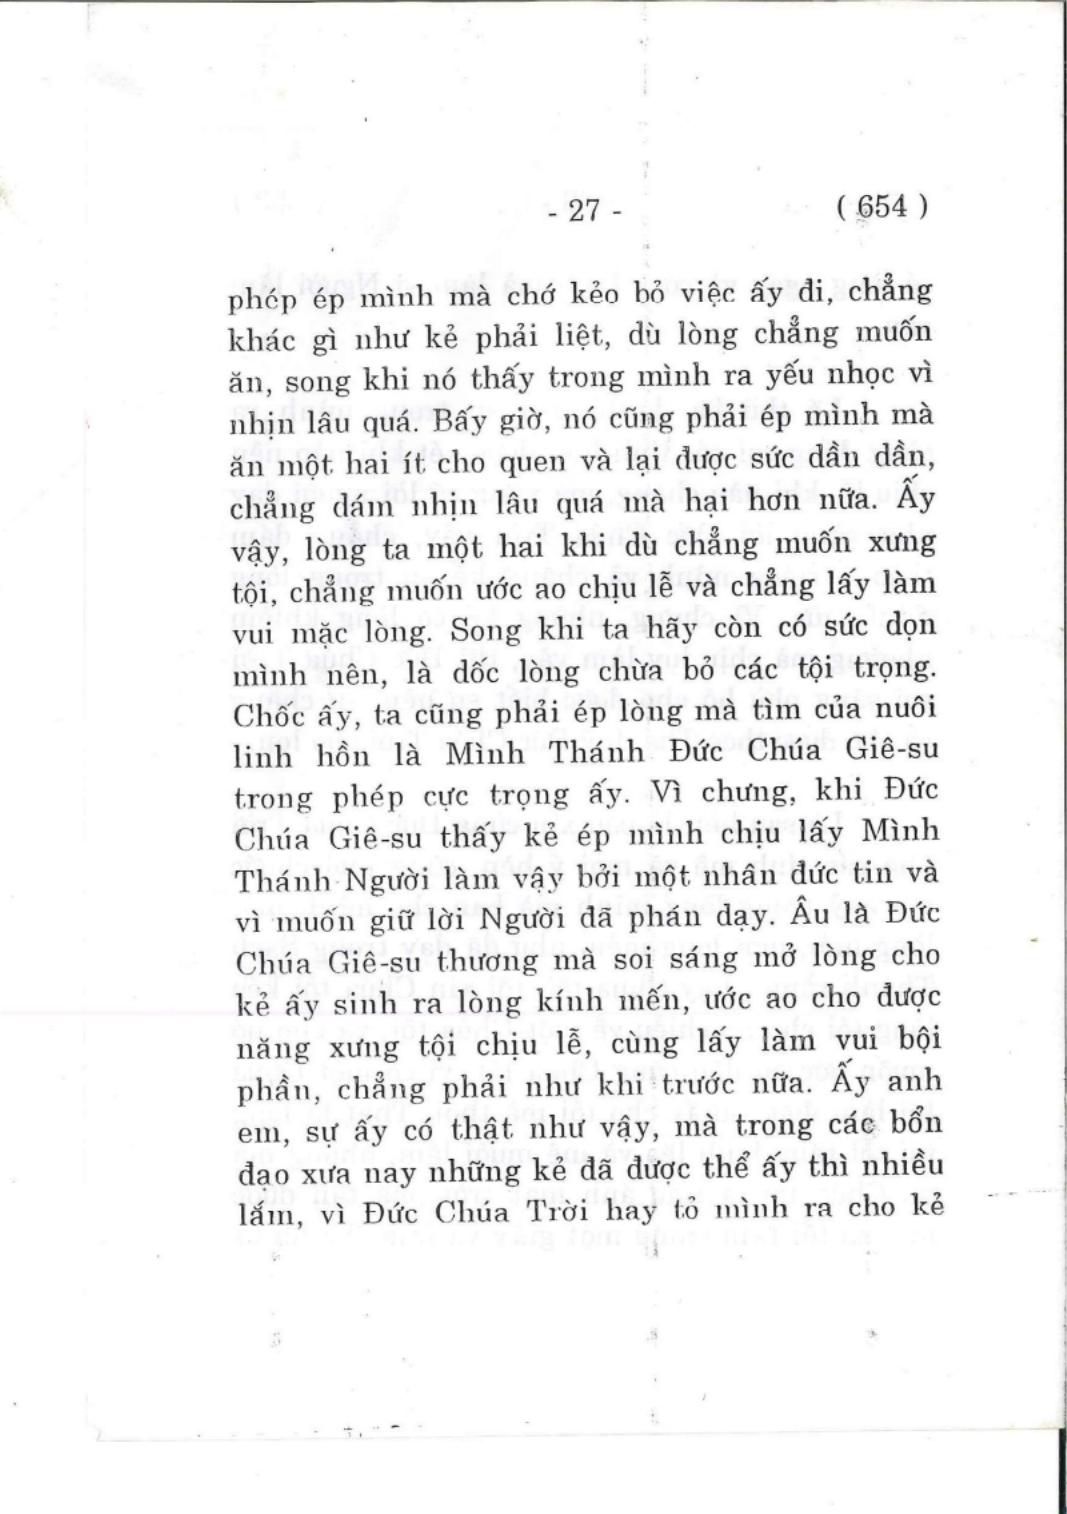 - 27 - ( 654 )
phép ép mình mà chớ kẻo bỏ việc ấy đi, chẳng
khác gì như kẻ phải liệt, dù lòng chẳng muốn
ăn, song khi nó thấy trong mình ra yếu nhọc vì
nhịn lâu quá. Bấy giờ, nó cũng phải ép mình mà
ăn một hai ít cho quen và lại được sức dần dần,
chẳng dám nhịn lâu quá mà hại hơn nữa. Ấy
vậy, lòng ta một hai khi dù chẳng muốn xưng
tội, chẳng muốn ước ao chịu lễ và chẳng lấy làm
vui mặc lòng. Song khi ta hãy còn có sức dọn
mình nên, là dốc lòng chừa bỏ các tội trọng.
Chốc ấy, ta cũng phải ép lòng mà tìm của nuôi
linh hồn là Mình Thánh Đức Chúa Giê-su
trong phép cực trọng ấy. Vì chưng, khi Đức
Chúa Giê-su thấy kẻ ép mình chịu lấy Mình
Thánh Người làm vậy bởi một nhân đức tin và
vì muốn giữ lời Người đã phán dạy. Âu là Đức
Chúa Giê-su thương mà soi sáng mở lòng cho
kẻ ấy sinh ra lòng kính mến, ước ao cho được
năng xưng tội chịu lễ, cùng lấy làm vui bội
phần, chẳng phải như khi trước nữa. Ấy anh
em, sự ấy có thật như vậy, mà trong các bổn
đạo xưa nay những kẻ đã được thể ấy thì nhiều
lắm, vì Đức Chúa Trời hay tỏ mình ra cho kẻ